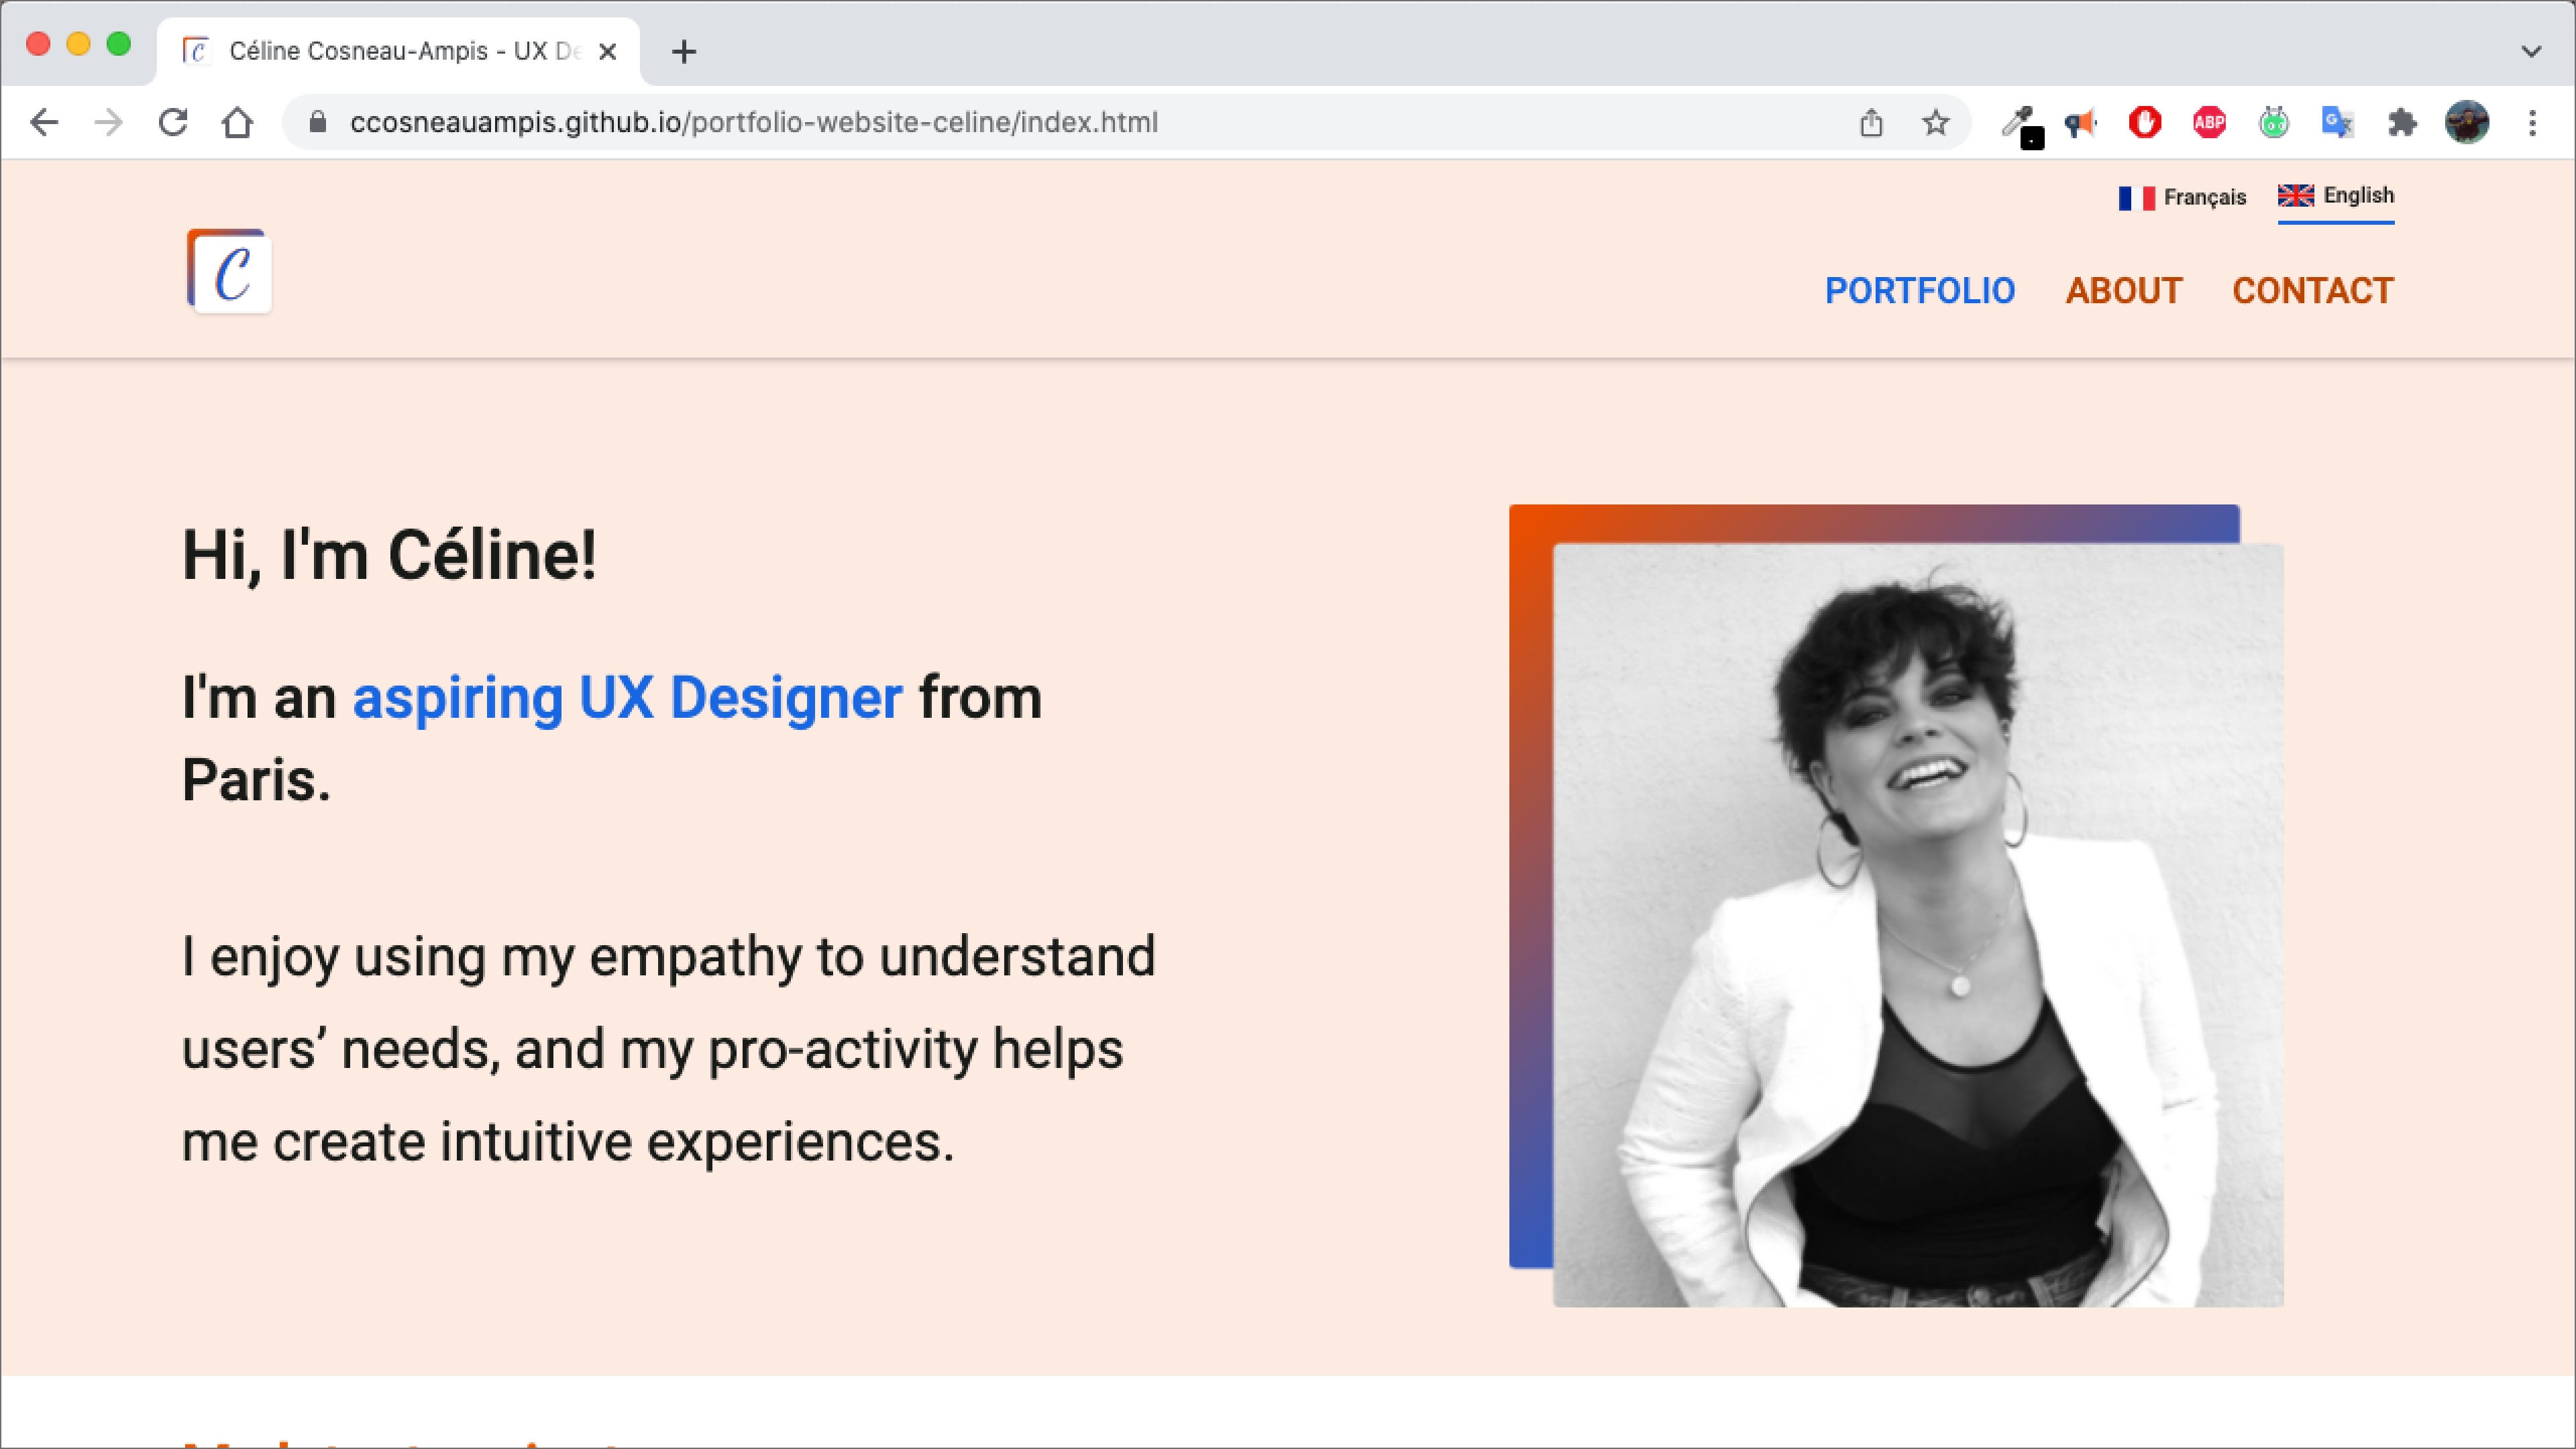 Céline Cosneau-Ampis - UX De
ccosneauampis.github.io/portfolio-website-celine/index.html
ABP
G
Français English
C
PORTFOLIO ABOUT CONTACT
Hi, I'm Céline!
I'm an aspiring UX Designer from
Paris.
I enjoy using my empathy to understand
users’ needs, and my pro-activity helps
me create intuitive experiences.